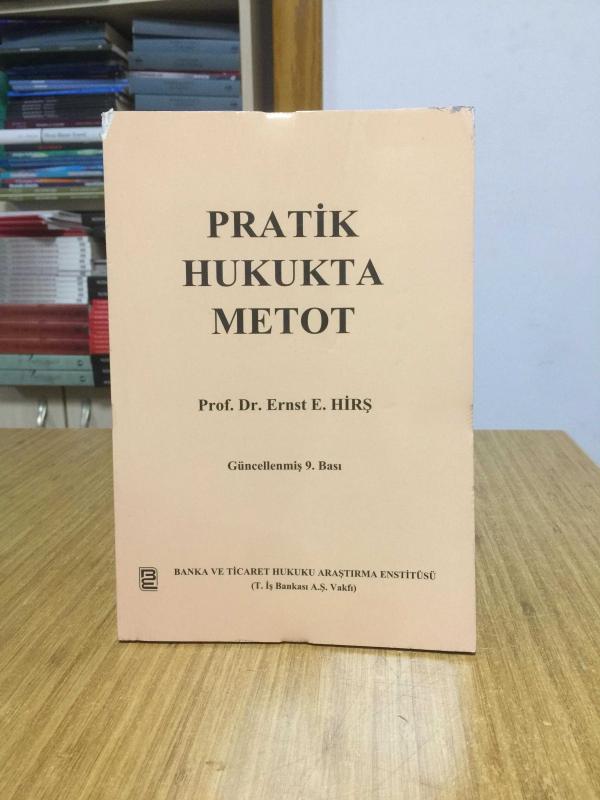 PRATİK
HUKUKTA
METOT
Prof. Dr. Ernst E. HİRŞ
Güncellenmiş 9. Bası
BANKA VE TİCARET HUKUKU ARAŞTIRMA ENSTİTÜSÜ
(T. İş Bankası A.Ş. Vakfı)